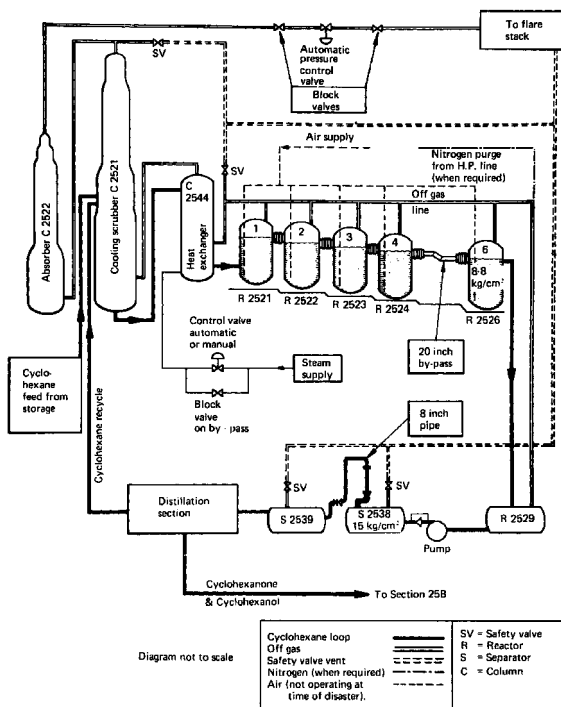 To flare
stack
SV
Automatic
pressure
control
valve
Block
valves
Air supply
Nitrogen purge
from H.P. line
(when required)
SV
Off gas
line
Absorber C 2522
Cooling scrubber C 2521
C
2544
Heat
exchanger
1
2
3
4
6
8·8
kg/cm²
R 2521
R 2522
R 2523
R 2524
R 2526
20 inch
by-pass
Control valve
automatic
or manual
Steam
supply
Block
valve
on by - pass
Cyclo-
hexane
feed from
storage
Cyclohexane recycle
8 inch
pipe
SV
SV
Distillation
section
S 2539
S 2538
15 kg/cm²
Pump
R 2529
Cyclohexanone
& Cyclohexanol
To Section 25B
Diagram not to scale
Cyclohexane loop
Off gas
Safety valve vent
Nitrogen (when required)
Air (not operating at
time of disaster).
SV = Safety valve
R = Reactor
S = Separator
C = Column